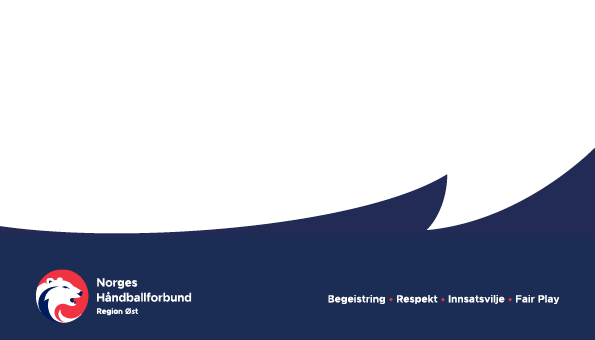 Norges
Håndballforbund
Region Øst
Begeistring • Respekt • Innsatsvilje • Fair Play